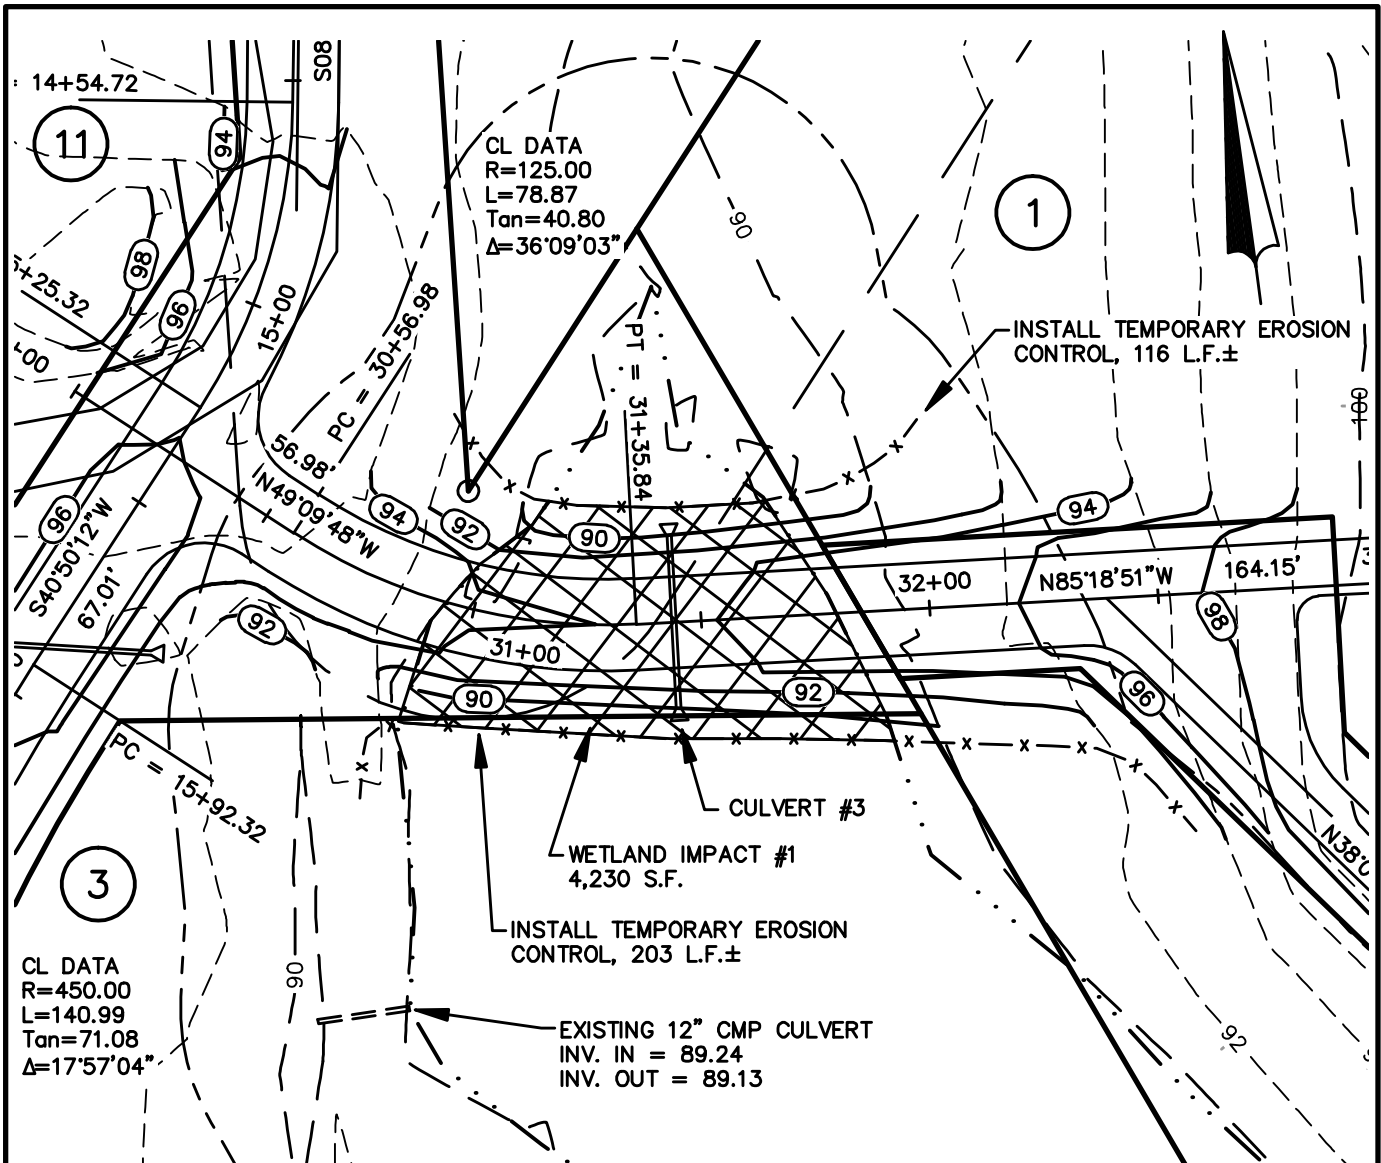 14+54.72
S08
11
94
98
96
5+25.32
+00
15+00
CL DATA
R=125.00
L=78.87
Tan=40.80
Δ=36°09'03"
90
1
PC = 30+56.98
PT = 31+35.84
INSTALL TEMPORARY EROSION
CONTROL, 116 L.F.±
100
56.98'
N49°09'48"W
94
92
90
94
96
S40°50'12"W
67.01'
92
31+00
32+00
N85°18'51"W
164.15'
3
98
90
92
96
PC = 15+92.32
CULVERT #3
WETLAND IMPACT #1
4,230 S.F.
N38°0
3
INSTALL TEMPORARY EROSION
CONTROL, 203 L.F.±
CL DATA
R=450.00
L=140.99
Tan=71.08
Δ=17°57'04"
90
EXISTING 12" CMP CULVERT
INV. IN = 89.24
INV. OUT = 89.13
92